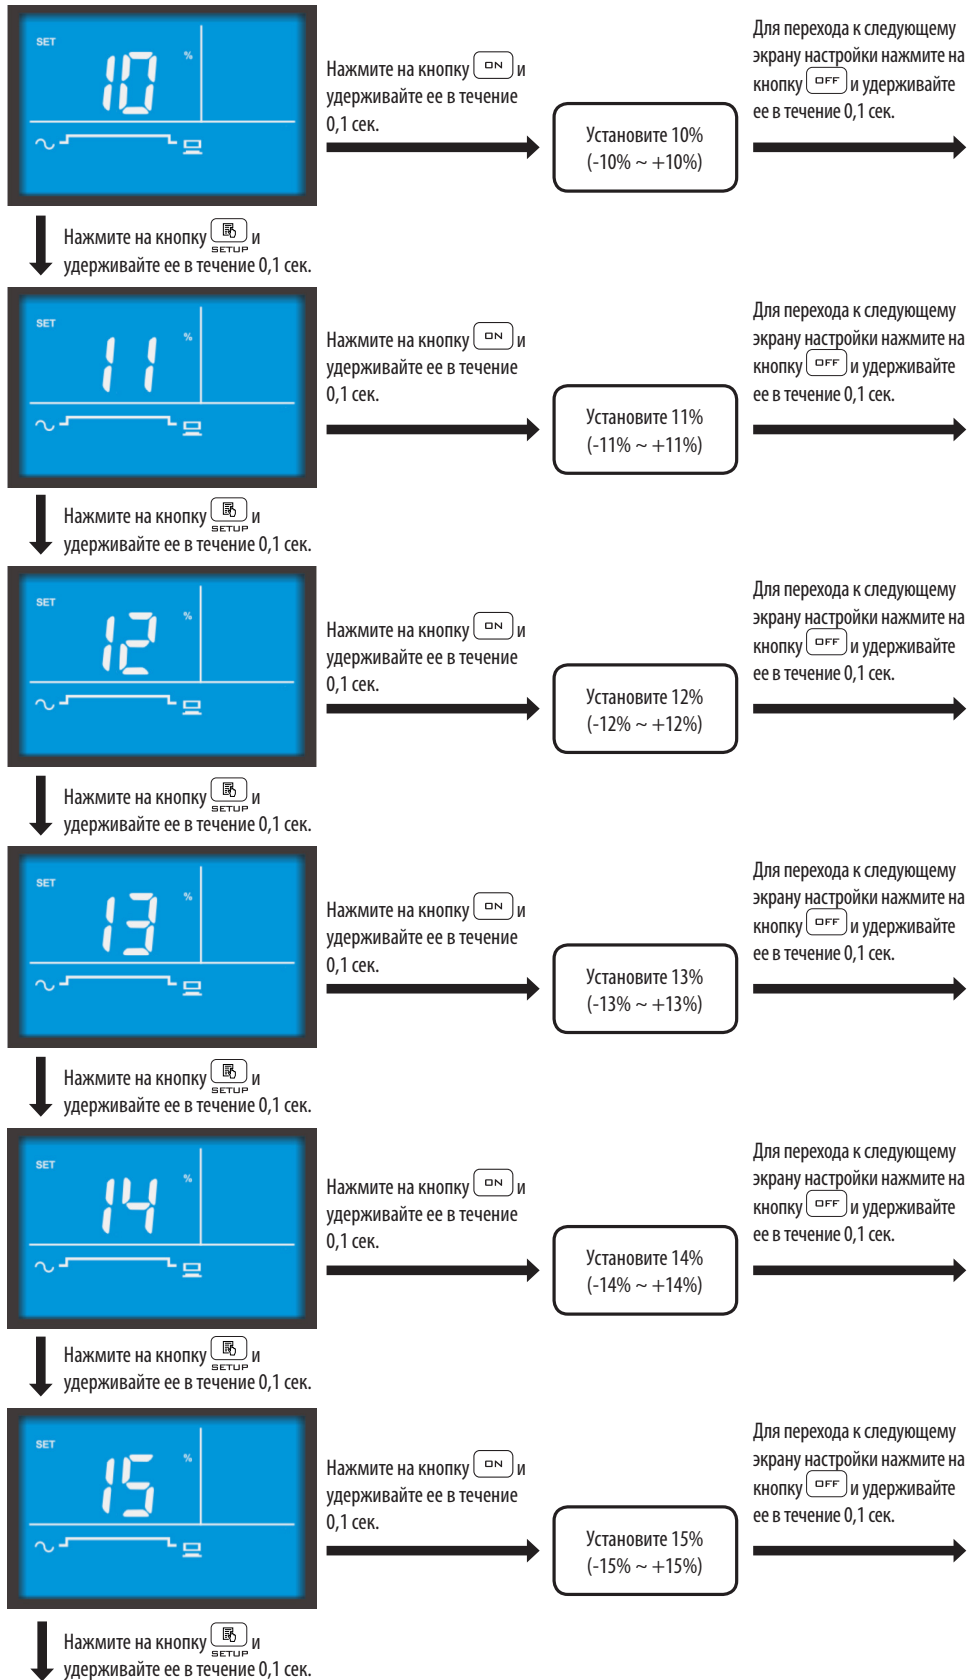 SET
10 %
Нажмите на кнопку ON и
удерживайте ее в течение
0,1 сек.
Установите 10%
(-10% ~ +10%)
Для перехода к следующему
экрану настройки нажмите на
кнопку OFF и удерживайте
ее в течение 0,1 сек.
Нажмите на кнопку SETUP и
удерживайте ее в течение 0,1 сек.
SET
11 %
Нажмите на кнопку ON и
удерживайте ее в течение
0,1 сек.
Установите 11%
(-11% ~ +11%)
Для перехода к следующему
экрану настройки нажмите на
кнопку OFF и удерживайте
ее в течение 0,1 сек.
Нажмите на кнопку SETUP и
удерживайте ее в течение 0,1 сек.
SET
12 %
Нажмите на кнопку ON и
удерживайте ее в течение
0,1 сек.
Установите 12%
(-12% ~ +12%)
Для перехода к следующему
экрану настройки нажмите на
кнопку OFF и удерживайте
ее в течение 0,1 сек.
Нажмите на кнопку SETUP и
удерживайте ее в течение 0,1 сек.
SET
13 %
Нажмите на кнопку ON и
удерживайте ее в течение
0,1 сек.
Установите 13%
(-13% ~ +13%)
Для перехода к следующему
экрану настройки нажмите на
кнопку OFF и удерживайте
ее в течение 0,1 сек.
Нажмите на кнопку SETUP и
удерживайте ее в течение 0,1 сек.
SET
14 %
Нажмите на кнопку ON и
удерживайте ее в течение
0,1 сек.
Установите 14%
(-14% ~ +14%)
Для перехода к следующему
экрану настройки нажмите на
кнопку OFF и удерживайте
ее в течение 0,1 сек.
Нажмите на кнопку SETUP и
удерживайте ее в течение 0,1 сек.
SET
15 %
Нажмите на кнопку ON и
удерживайте ее в течение
0,1 сек.
Установите 15%
(-15% ~ +15%)
Для перехода к следующему
экрану настройки нажмите на
кнопку OFF и удерживайте
ее в течение 0,1 сек.
Нажмите на кнопку SETUP и
удерживайте ее в течение 0,1 сек.